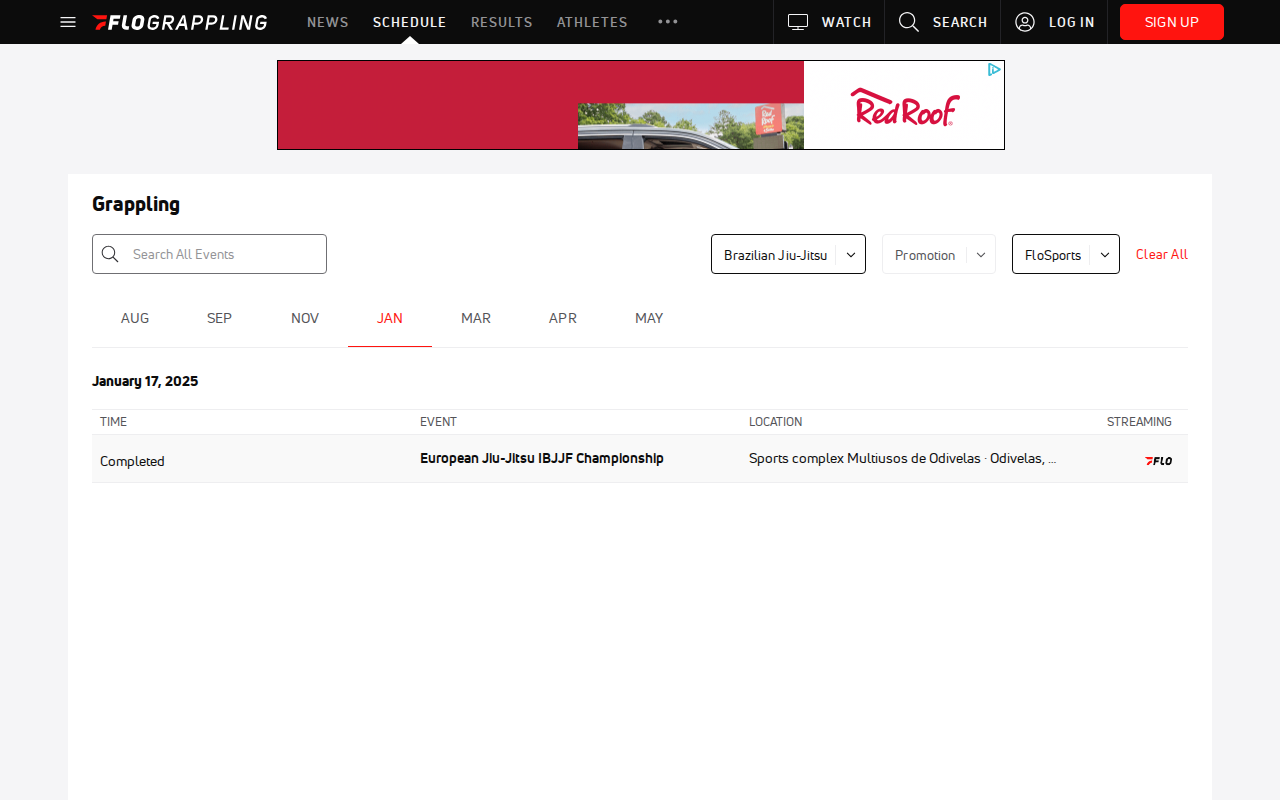 FLOGRAPPLING
NEWS
SCHEDULE
RESULTS
ATHLETES
WATCH
SEARCH
LOG IN
SIGN UP
Red Roof
Grappling
Search All Events
Brazilian Jiu-Jitsu
Promotion
FloSports
Clear All
AUG
SEP
NOV
JAN
MAR
APR
MAY
January 17, 2025
TIME
EVENT
LOCATION
STREAMING
Completed
European Jiu-Jitsu IBJJF Championship
Sports complex Multiusos de Odivelas · Odivelas, ...
FLO